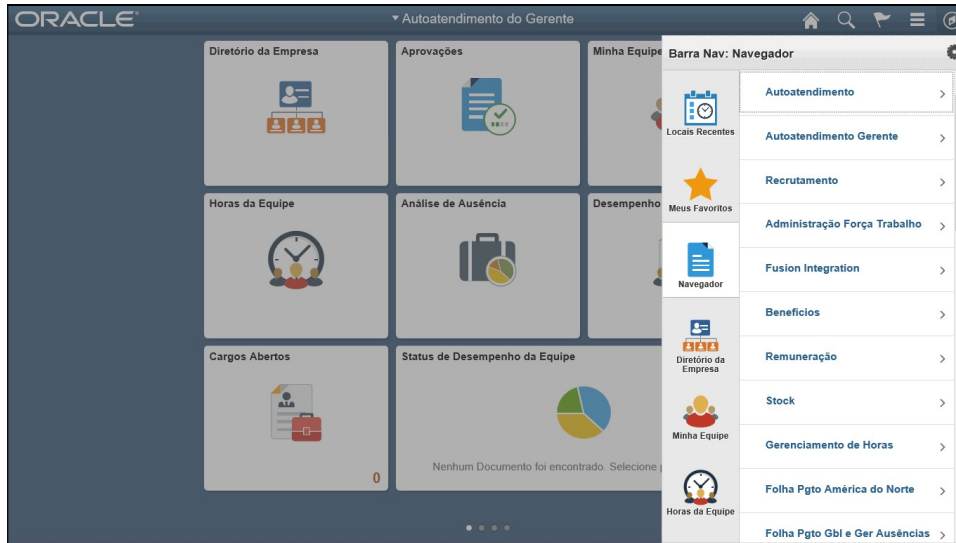 ORACLE
Autoatendimento do Gerente
Diretório da Empresa
Aprovações
Minha Equipe
Horas da Equipe
Análise de Ausência
Desempenho
Cargos Abertos
0
Status de Desempenho da Equipe
Nenhum Documento foi encontrado. Selecione
Barra Nav: Navegador
Locais Recentes
Meus Favoritos
Navegador
Diretório da
Empresa
Minha Equipe
Horas da Equipe
Autoatendimento
Autoatendimento Gerente
Recrutamento
Administração Força Trabalho
Fusion Integration
Benefícios
Remuneração
Stock
Gerenciamento de Horas
Folha Pgto América do Norte
Folha Pgto Gbl e Ger Ausências